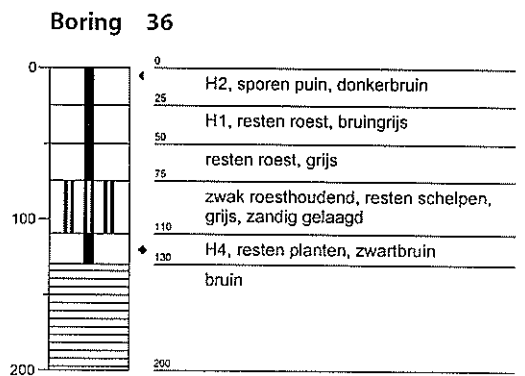 Boring 36
0
0
H2, sporen puin, donkerbruin
25
H1, resten roest, bruingrijs
50
resten roest, grijs
75
zwak roesthoudend, resten schelpen,
grijs, zandig gelaagd
100
110
H4, resten planten, zwartbruin
130
bruin
200
200